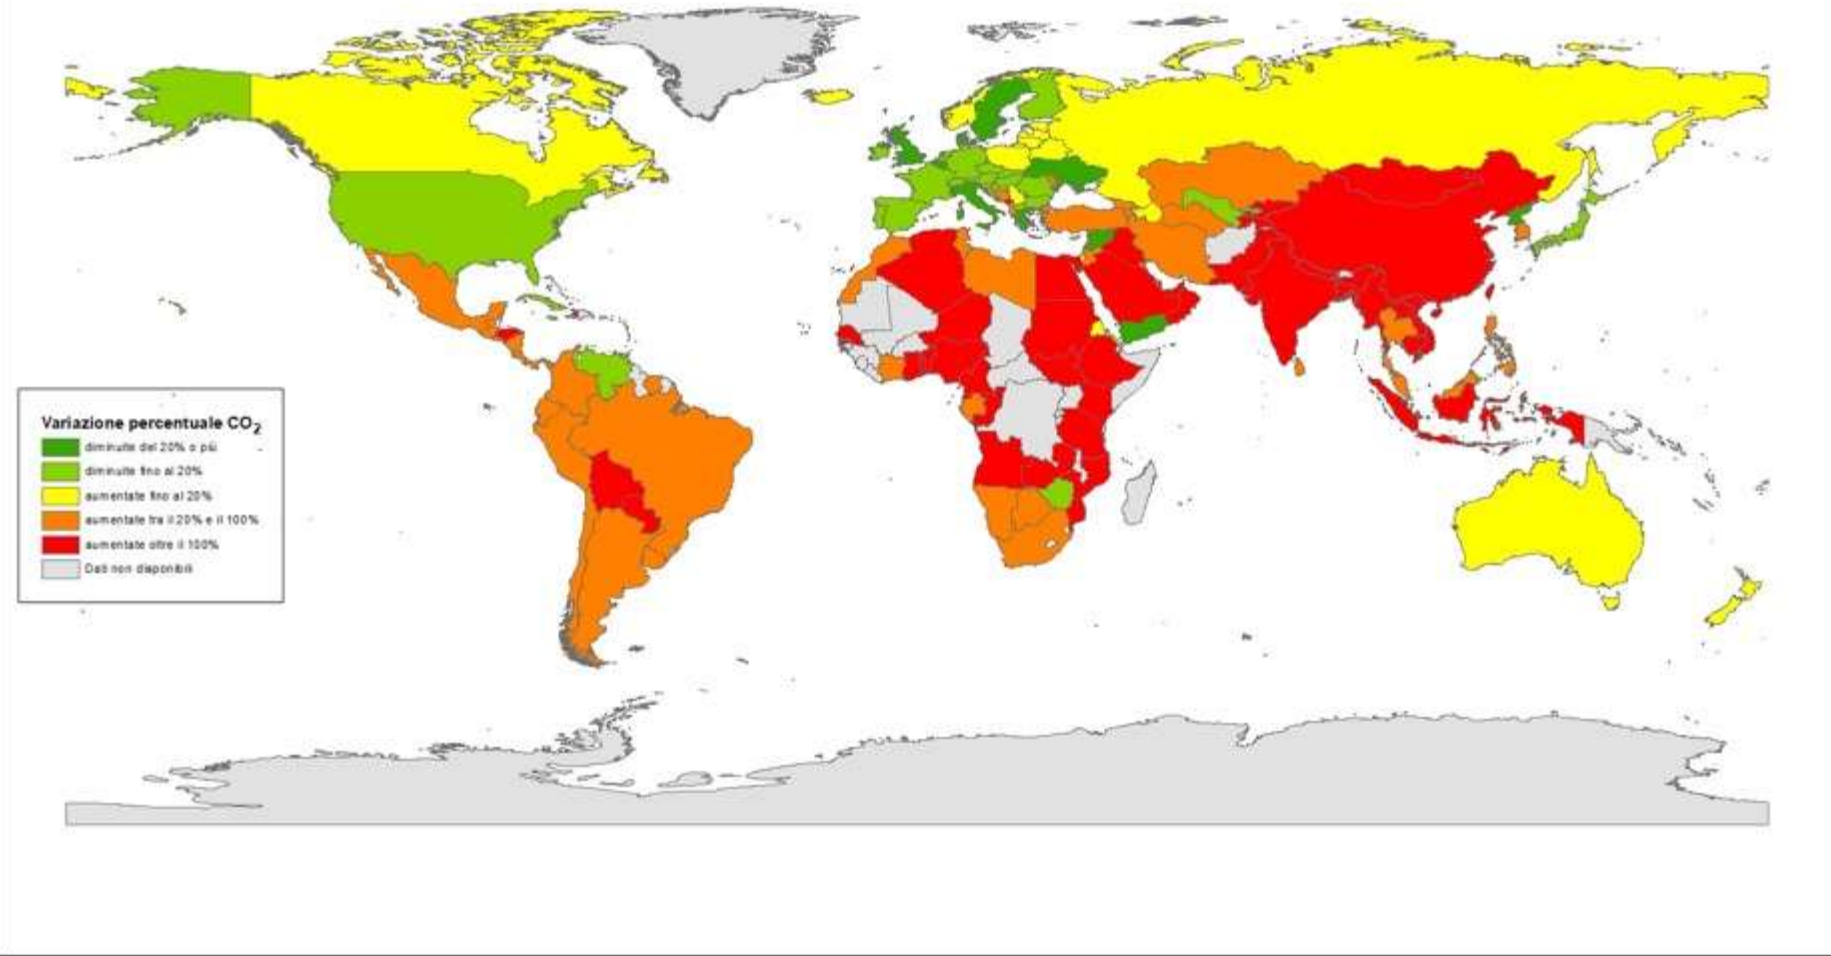 Variazione percentuale CO2
diminuite del 20% o più
diminuite fino al 20%
aumentate fino al 20%
aumentate tra il 20% e il 100%
aumentate oltre il 100%
Dati non disponibili